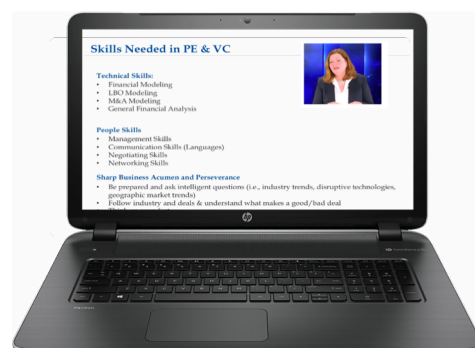 Skills Needed in PE & VC
Technical Skills:
• Financial Modeling
• LBO Modeling
• M&A Modeling
• General Financial Analysis
People Skills
• Management Skills
• Communication Skills (Languages)
• Negotiating Skills
• Networking Skills
Sharp Business Acumen and Perseverance
• Be prepared and ask intelligent questions (i.e., industry trends, disruptive technologies,
geographic market trends)
• Follow industry and deals & understand what makes a good/bad deal
hp